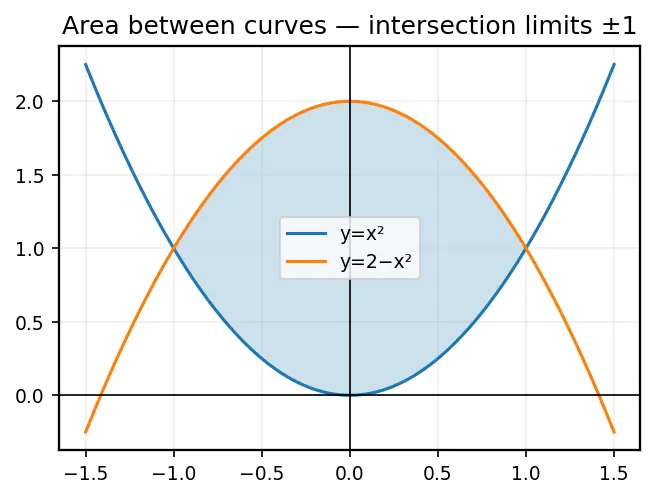 Area between curves — intersection limits ±1
2.0
1.5
1.0
0.5
0.0
y=x²
y=2−x²
−1.5 −1.0 −0.5 0.0 0.5 1.0 1.5